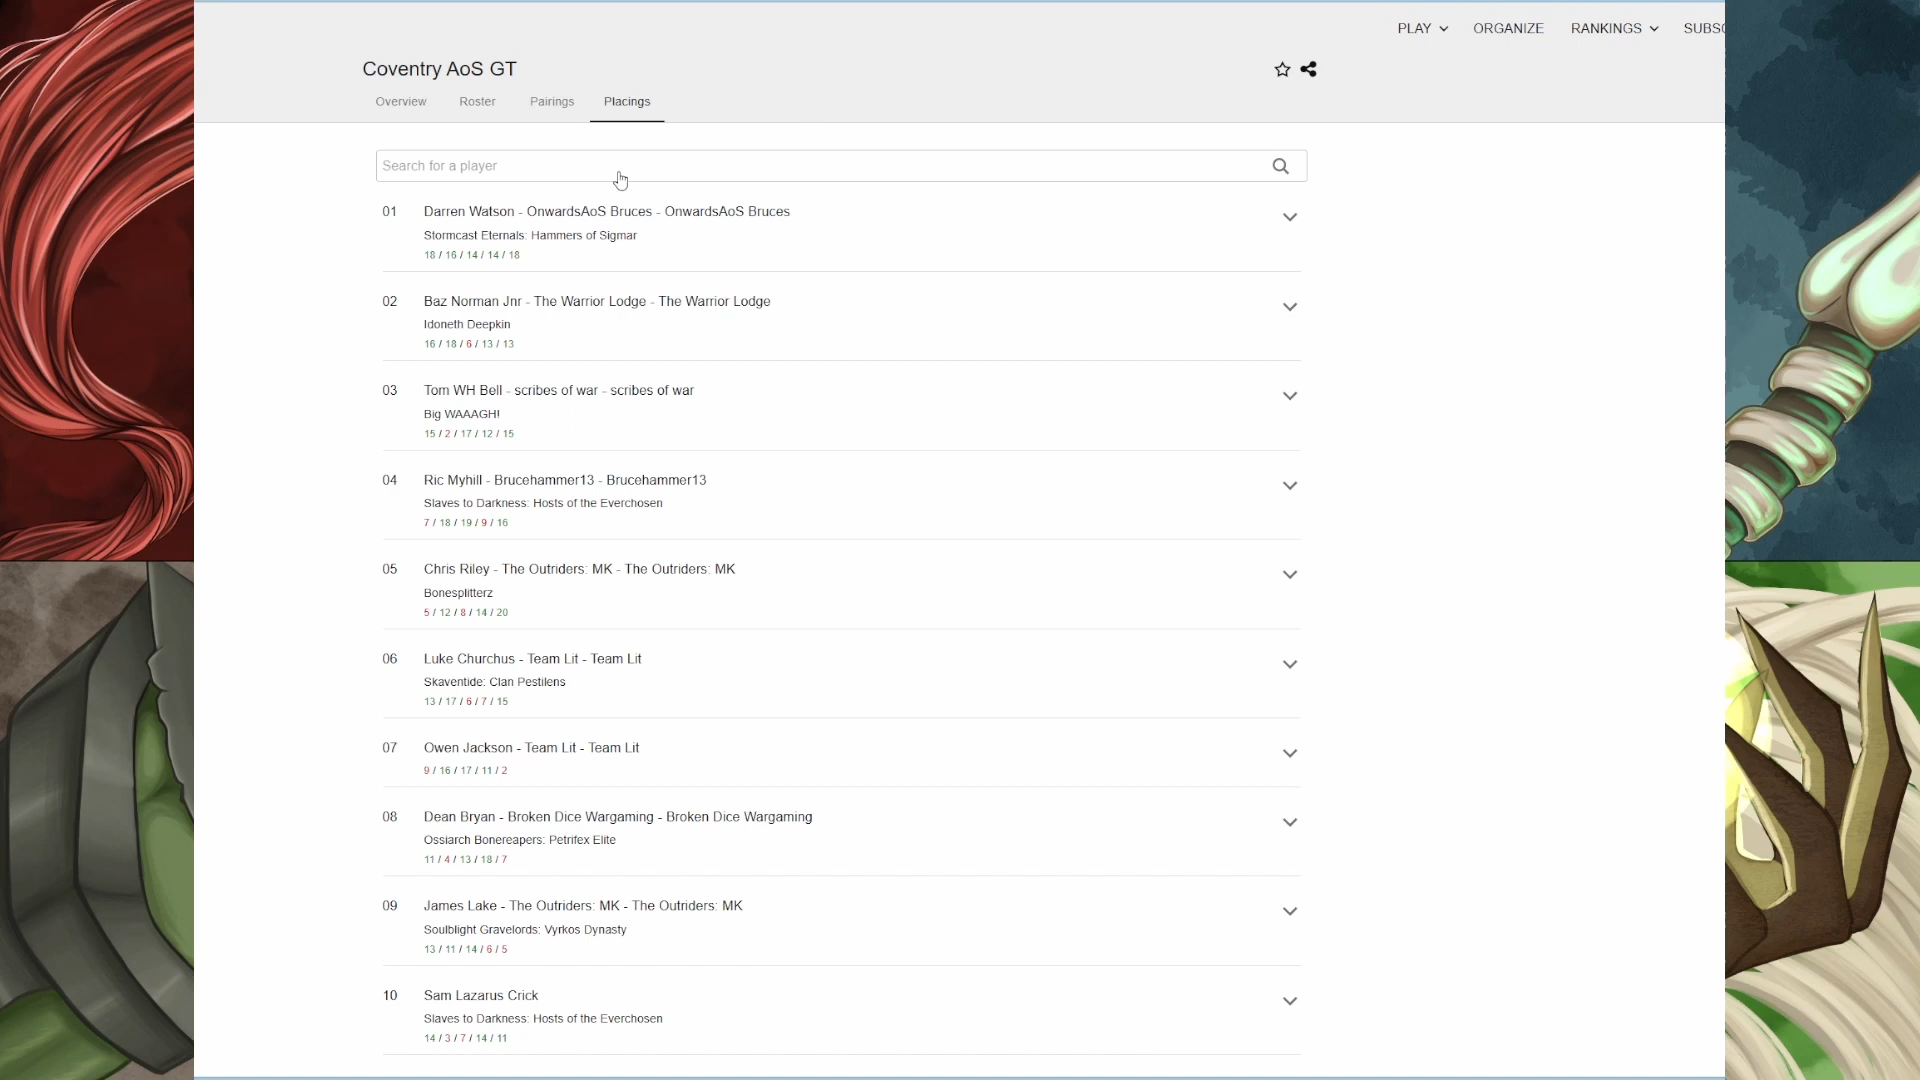 PLAY ORGANIZE RANKINGS SUBSC
Coventry AoS GT
Overview Roster Pairings Placings
Search for a player
01 Darren Watson - OnwardsAoS Bruces - OnwardsAoS Bruces
Stormcast Eternals: Hammers of Sigmar
18 / 16 / 14 / 14 / 18
02 Baz Norman Jnr - The Warrior Lodge - The Warrior Lodge
Idoneth Deepkin
16 / 18 / 6 / 13 / 13
03 Tom WH Bell - scribes of war - scribes of war
Big WAAAGH!
15 / 2 / 17 / 12 / 15
04 Ric Myhill - Brucehammer13 - Brucehammer13
Slaves to Darkness: Hosts of the Everchosen
7 / 18 / 19 / 9 / 16
05 Chris Riley - The Outriders: MK - The Outriders: MK
Bonesplitterz
5 / 12 / 8 / 14 / 20
06 Luke Churchus - Team Lit - Team Lit
Skaventide: Clan Pestilens
13 / 17 / 6 / 7 / 15
07 Owen Jackson - Team Lit - Team Lit
9 / 16 / 17 / 11 / 2
08 Dean Bryan - Broken Dice Wargaming - Broken Dice Wargaming
Ossiarch Bonereapers: Petrifex Elite
11 / 4 / 13 / 18 / 7
09 James Lake - The Outriders: MK - The Outriders: MK
Soulblight Gravelords: Vyrkos Dynasty
13 / 11 / 14 / 6 / 5
10 Sam Lazarus Crick
Slaves to Darkness: Hosts of the Everchosen
14 / 3 / 7 / 14 / 11